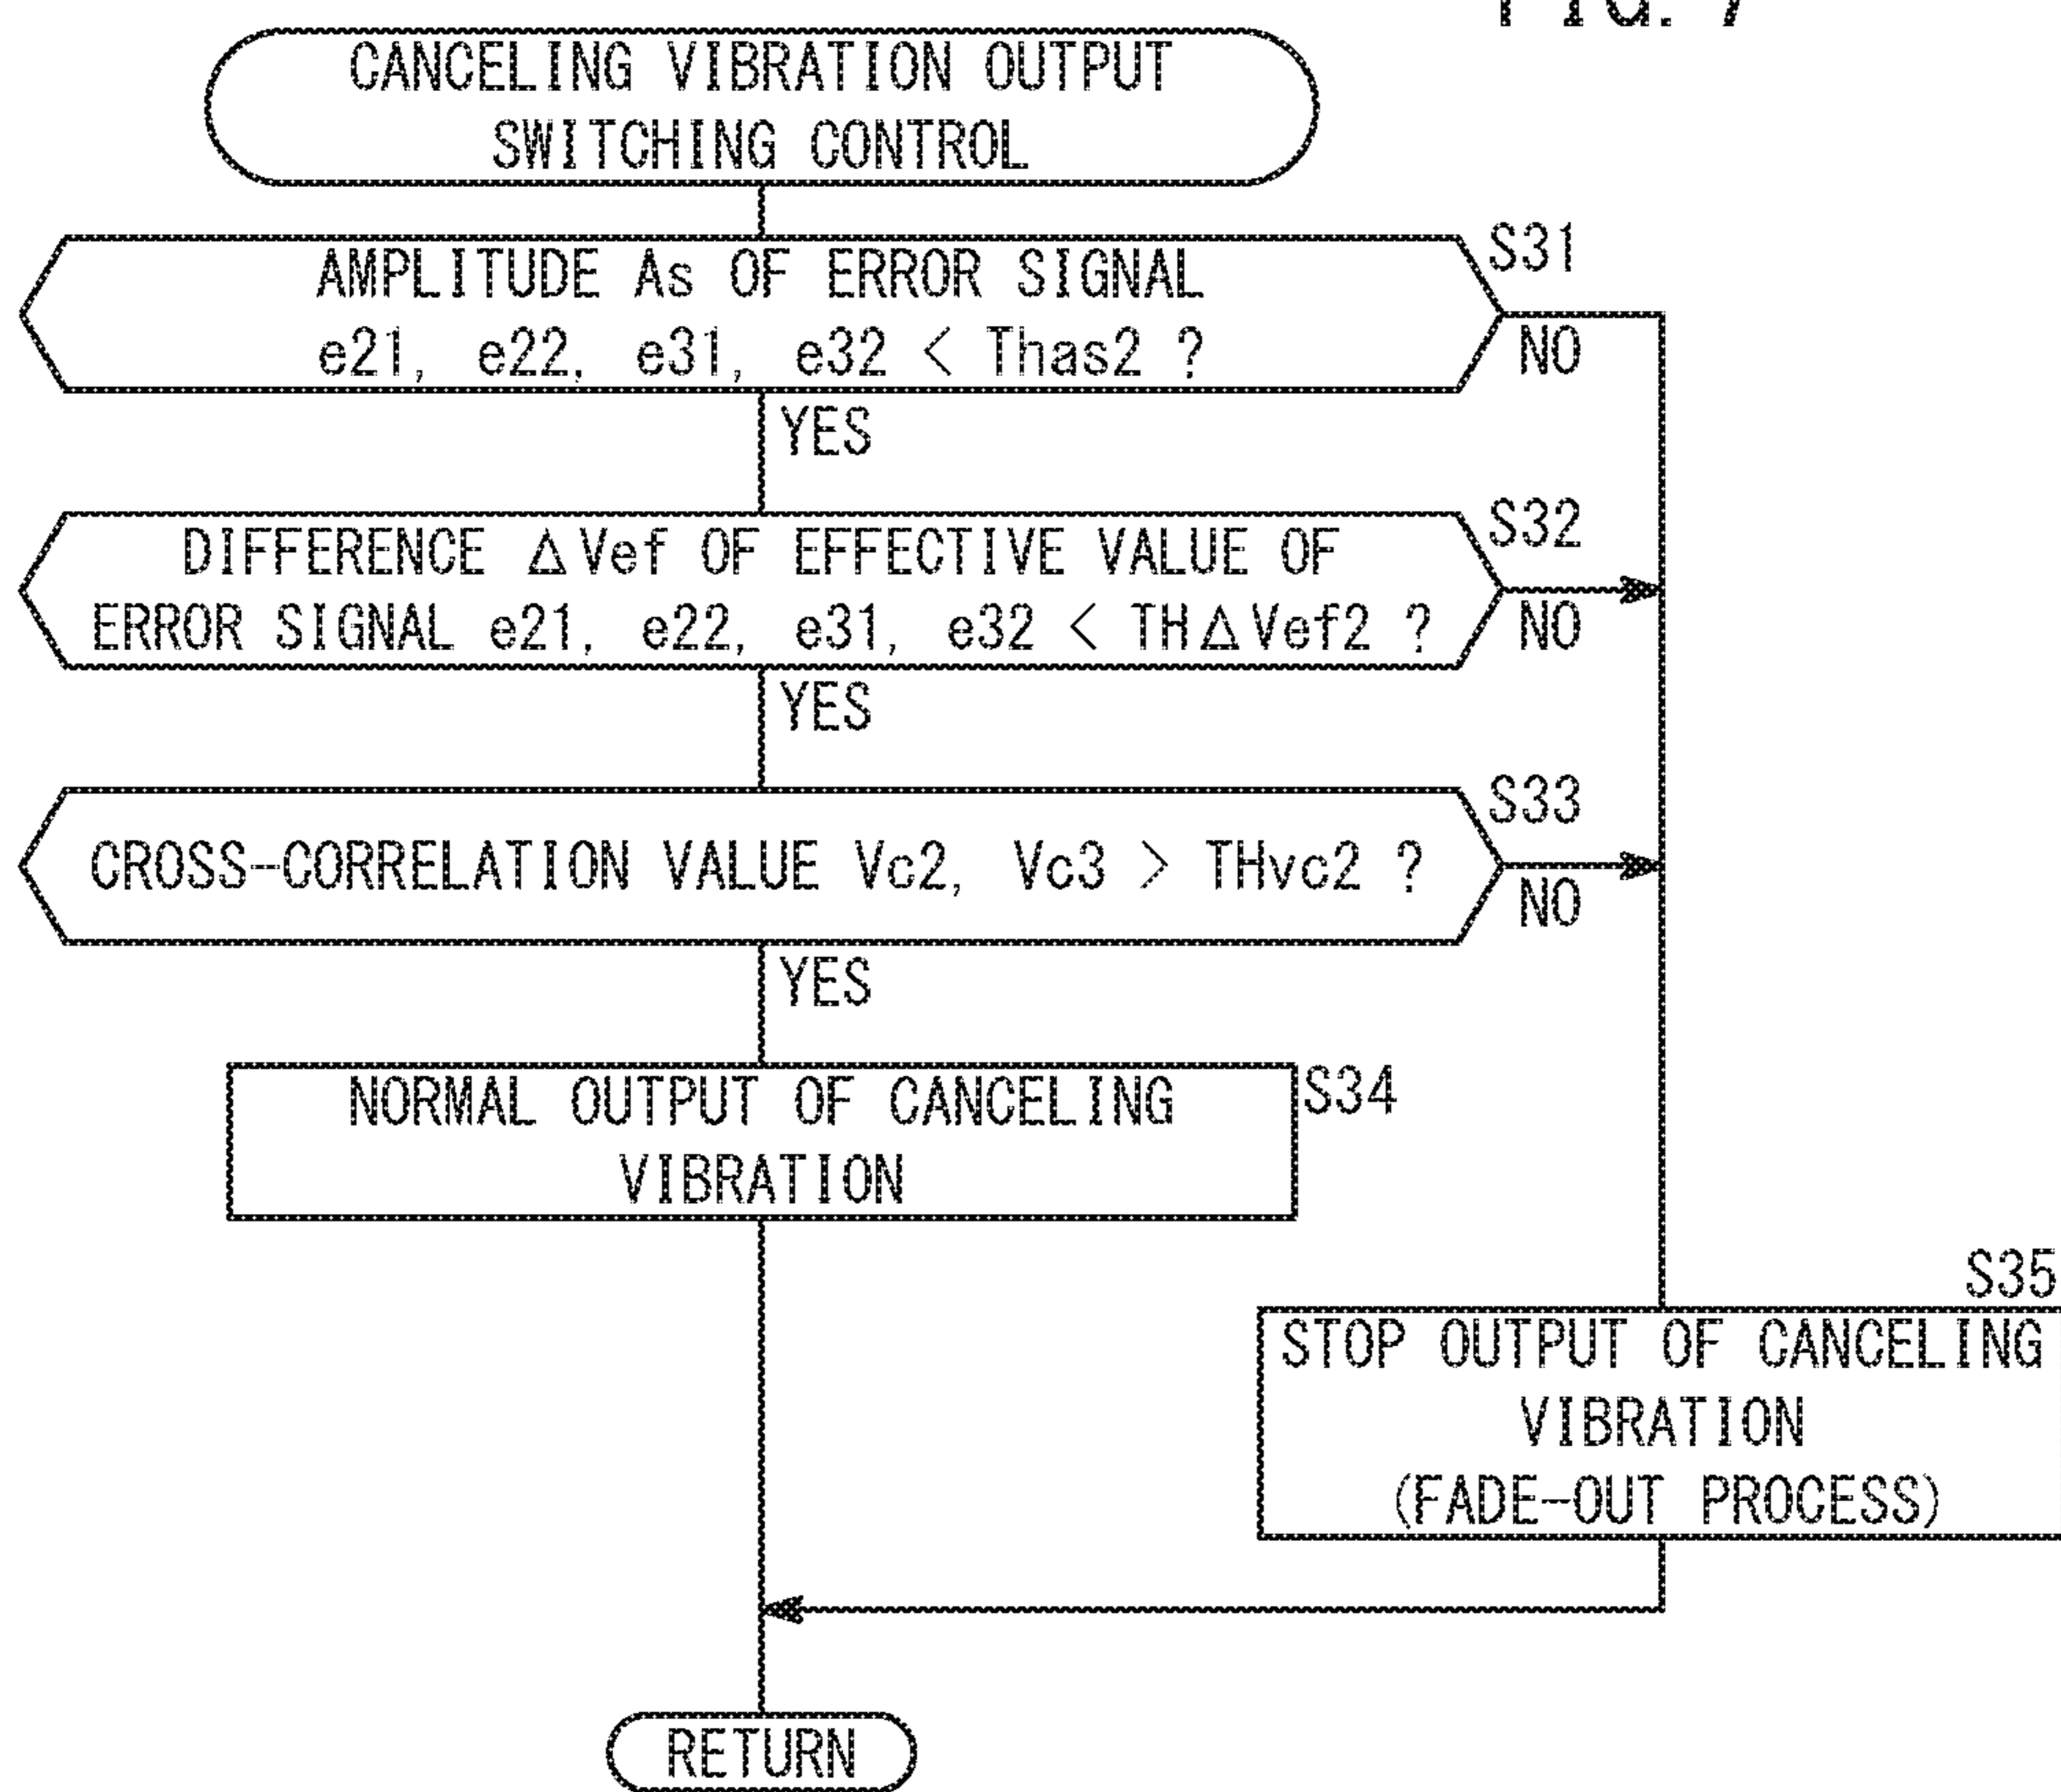 FIG. 7
CANCELING VIBRATION OUTPUT
SWITCHING CONTROL
S31
AMPLITUDE As OF ERROR SIGNAL
e21, e22, e31, e32 < Thas2 ?
NO
YES
S32
DIFFERENCE ΔVef OF EFFECTIVE VALUE OF
ERROR SIGNAL e21, e22, e31, e32 < THΔVef2 ?
NO
YES
S33
CROSS-CORRELATION VALUE Vc2, Vc3 > THvc2 ?
NO
YES
NORMAL OUTPUT OF CANCELING
VIBRATION
S34
S35
STOP OUTPUT OF CANCELING
VIBRATION
(FADE-OUT PROCESS)
RETURN